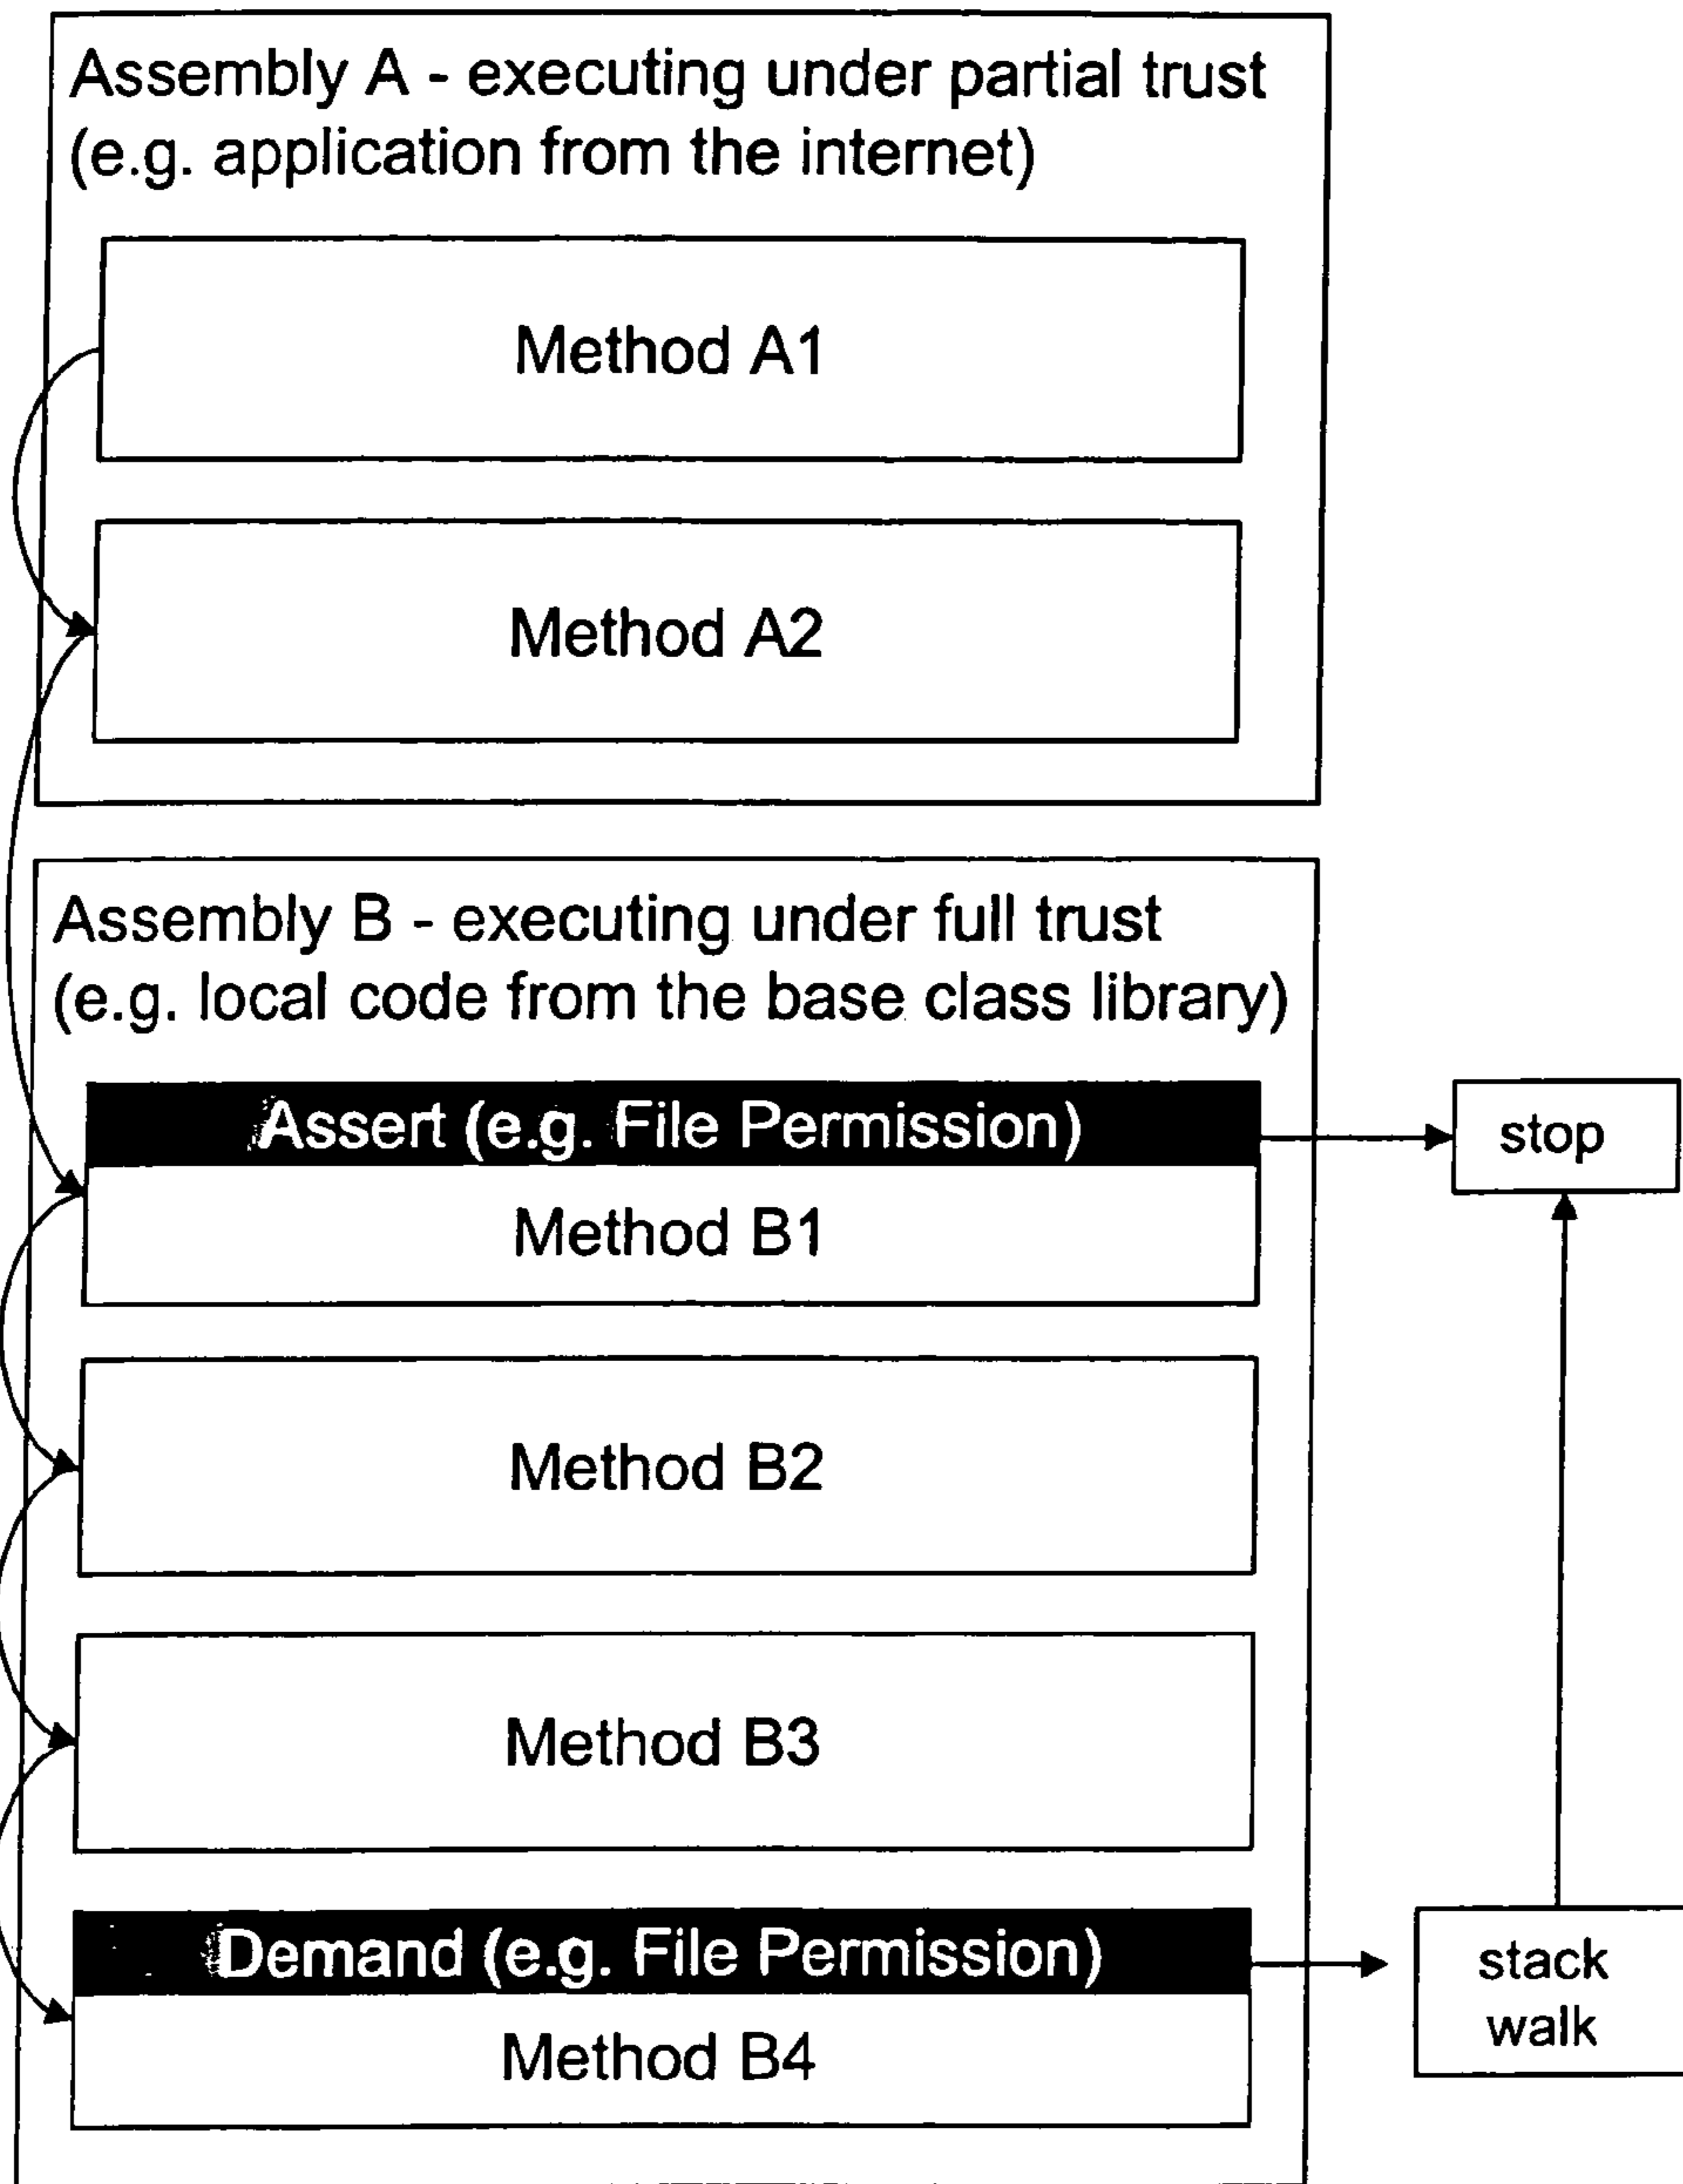 Assembly A - executing under partial trust
(e.g. application from the internet)
Method A1
Method A2
Assembly B - executing under full trust
(e.g. local code from the base class library)
Assert (e.g. File Permission)
stop
Method B1
Method B2
Method B3
Demand (e.g. File Permission)
stack
walk
Method B4